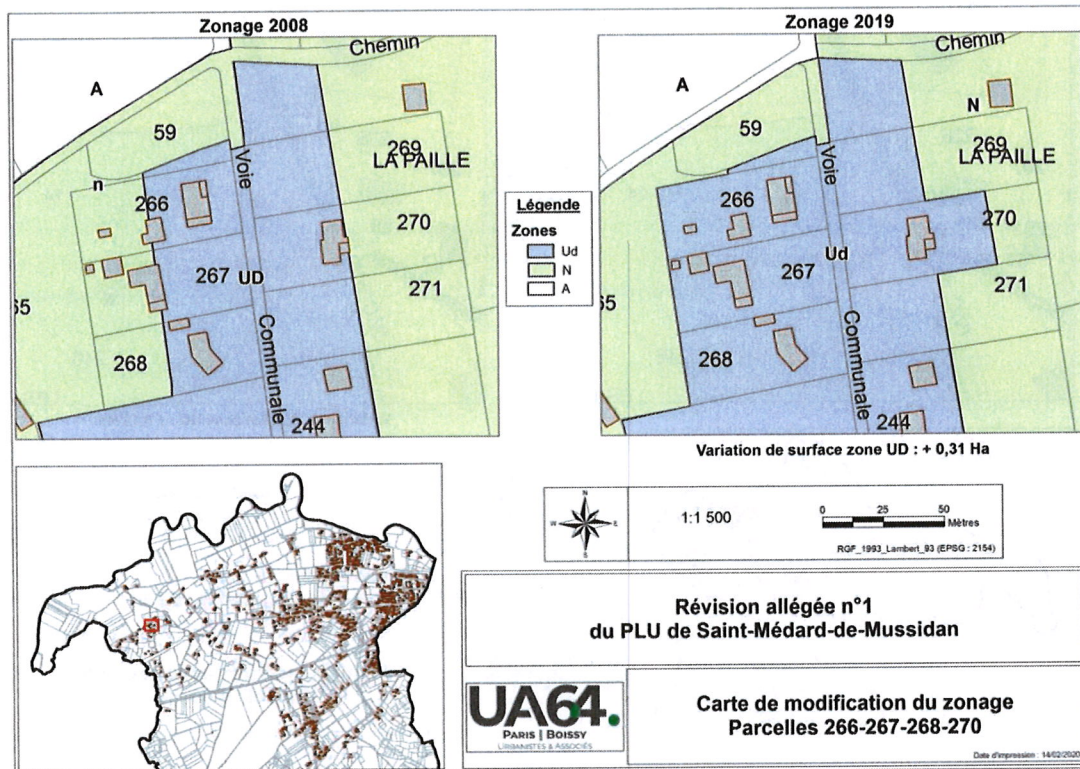 Zonage 2008
Chemin
A
59
269
LA PAILLE
n
Voie
266
270
267
UD
271
65
268
Communale
244
Légende
Zones
Ud
N
A
Zonage 2019
Chemin
A
N
59
269
LA PAILLE
Voie
266
270
267
Ud
271
65
268
Communale
244
Variation de surface zone UD : + 0,31 Ha
N
W
E
S
1:1 500
0 25 50
Mètres
RGF_1993_Lambert_93 (EPSG : 2154)
Révision allégée n°1
du PLU de Saint-Médard-de-Mussidan
UA64.
PARIS | BOISSY
URBANISTES & ASSOCIÉS
Carte de modification du zonage
Parcelles 266-267-268-270
Date d'impression : 14/02/2020